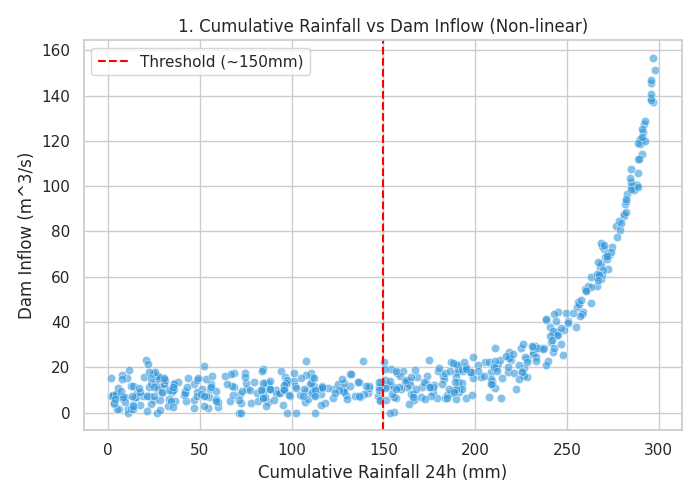 1. Cumulative Rainfall vs Dam Inflow (Non-linear)
Threshold (~150mm)
Dam Inflow (m^3/s)
160
140
120
100
80
60
40
20
0
0 50 100 150 200 250 300
Cumulative Rainfall 24h (mm)